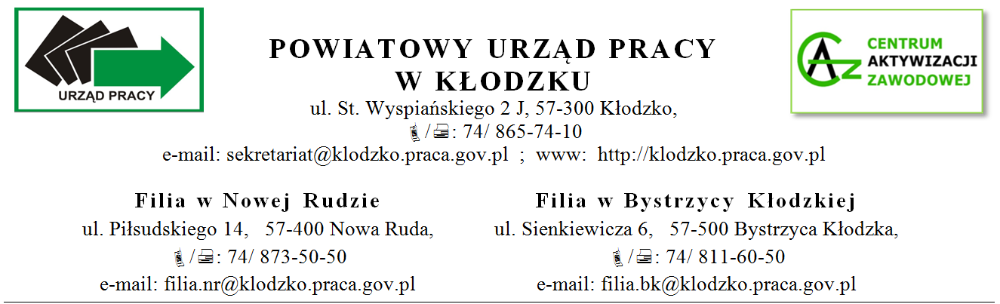 URZĄD PRACY
POWIATOWY URZĄD PRACY
W KŁODZKU
ul. St. Wyspiańskiego 2 J, 57-300 Kłodzko,
/: 74/ 865-74-10
e-mail: sekretariat@klodzko.praca.gov.pl ; www: http://klodzko.praca.gov.pl
CAZ
CENTRUM
AKTYWIZACJI
ZAWODOWEJ
Filia w Nowej Rudzie
ul. Piłsudskiego 14, 57-400 Nowa Ruda,
/: 74/ 873-50-50
e-mail: filia.nr@klodzko.praca.gov.pl
Filia w Bystrzycy Kłodzkiej
ul. Sienkiewicza 6, 57-500 Bystrzyca Kłodzka,
/: 74/ 811-60-50
e-mail: filia.bk@klodzko.praca.gov.pl